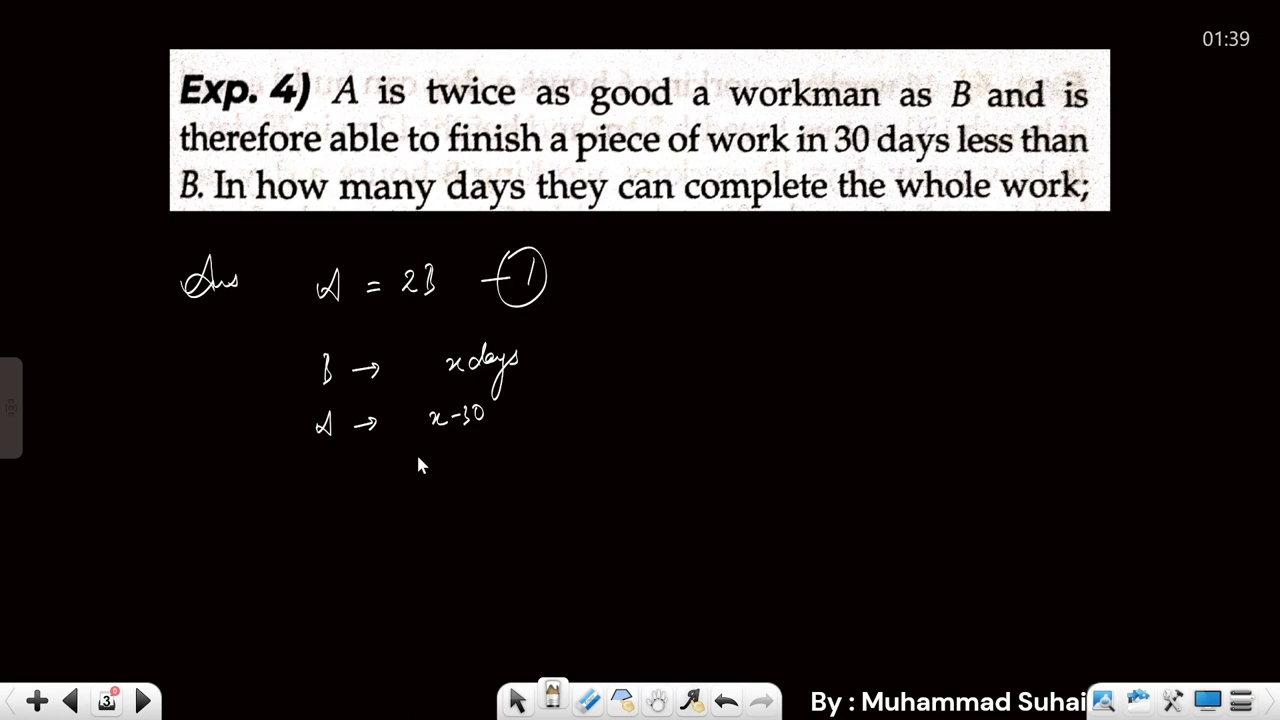 01:39
Exp. 4) A is twice as good a workman as B and is
therefore able to finish a piece of work in 30 days less than
B. In how many days they can complete the whole work;
Ans A = 2B — 1
B → x days
A → x-30
3
By : Muhammad Suhai